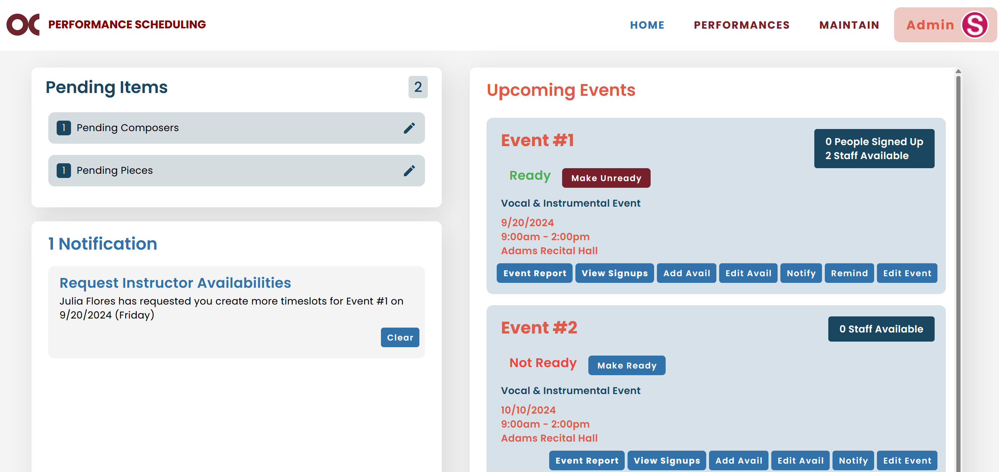 OC PERFORMANCE SCHEDULING
HOME PERFORMANCES MAINTAIN Admin S
Pending Items 2
1 Pending Composers
1 Pending Pieces
1 Notification
Request Instructor Availabilities
Julia Flores has requested you create more timeslots for Event #1 on
9/20/2024 (Friday)
Clear
Upcoming Events
Event #1
0 People Signed Up
2 Staff Available
Ready Make Unready
Vocal & Instrumental Event
9/20/2024
9:00am - 2:00pm
Adams Recital Hall
Event Report View Signups Add Avail Edit Avail Notify Remind Edit Event
Event #2
0 Staff Available
Not Ready Make Ready
Vocal & Instrumental Event
10/10/2024
9:00am - 2:00pm
Adams Recital Hall
Event Report View Signups Add Avail Edit Avail Notify Edit Event